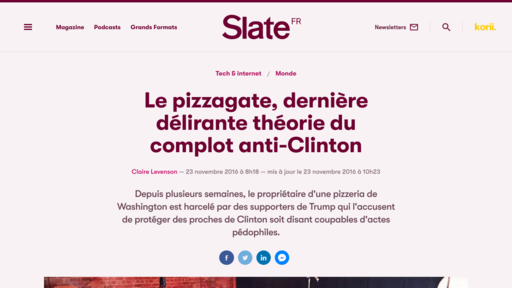 Magazine Podcasts Grands Formats Slate FR Newsletters korii.
Tech & internet / Monde
Le pizzagate, dernière
délirante théorie du
complot anti-Clinton
Claire Levenson — 23 novembre 2016 à 8h18 — mis à jour le 23 novembre 2016 à 10h23
Depuis plusieurs semaines, le propriétaire d'une pizzeria de
Washington est harcelé par des supporters de Trump qui l'accusent
de protéger des proches de Clinton soit disant coupables d'actes
pédophiles.